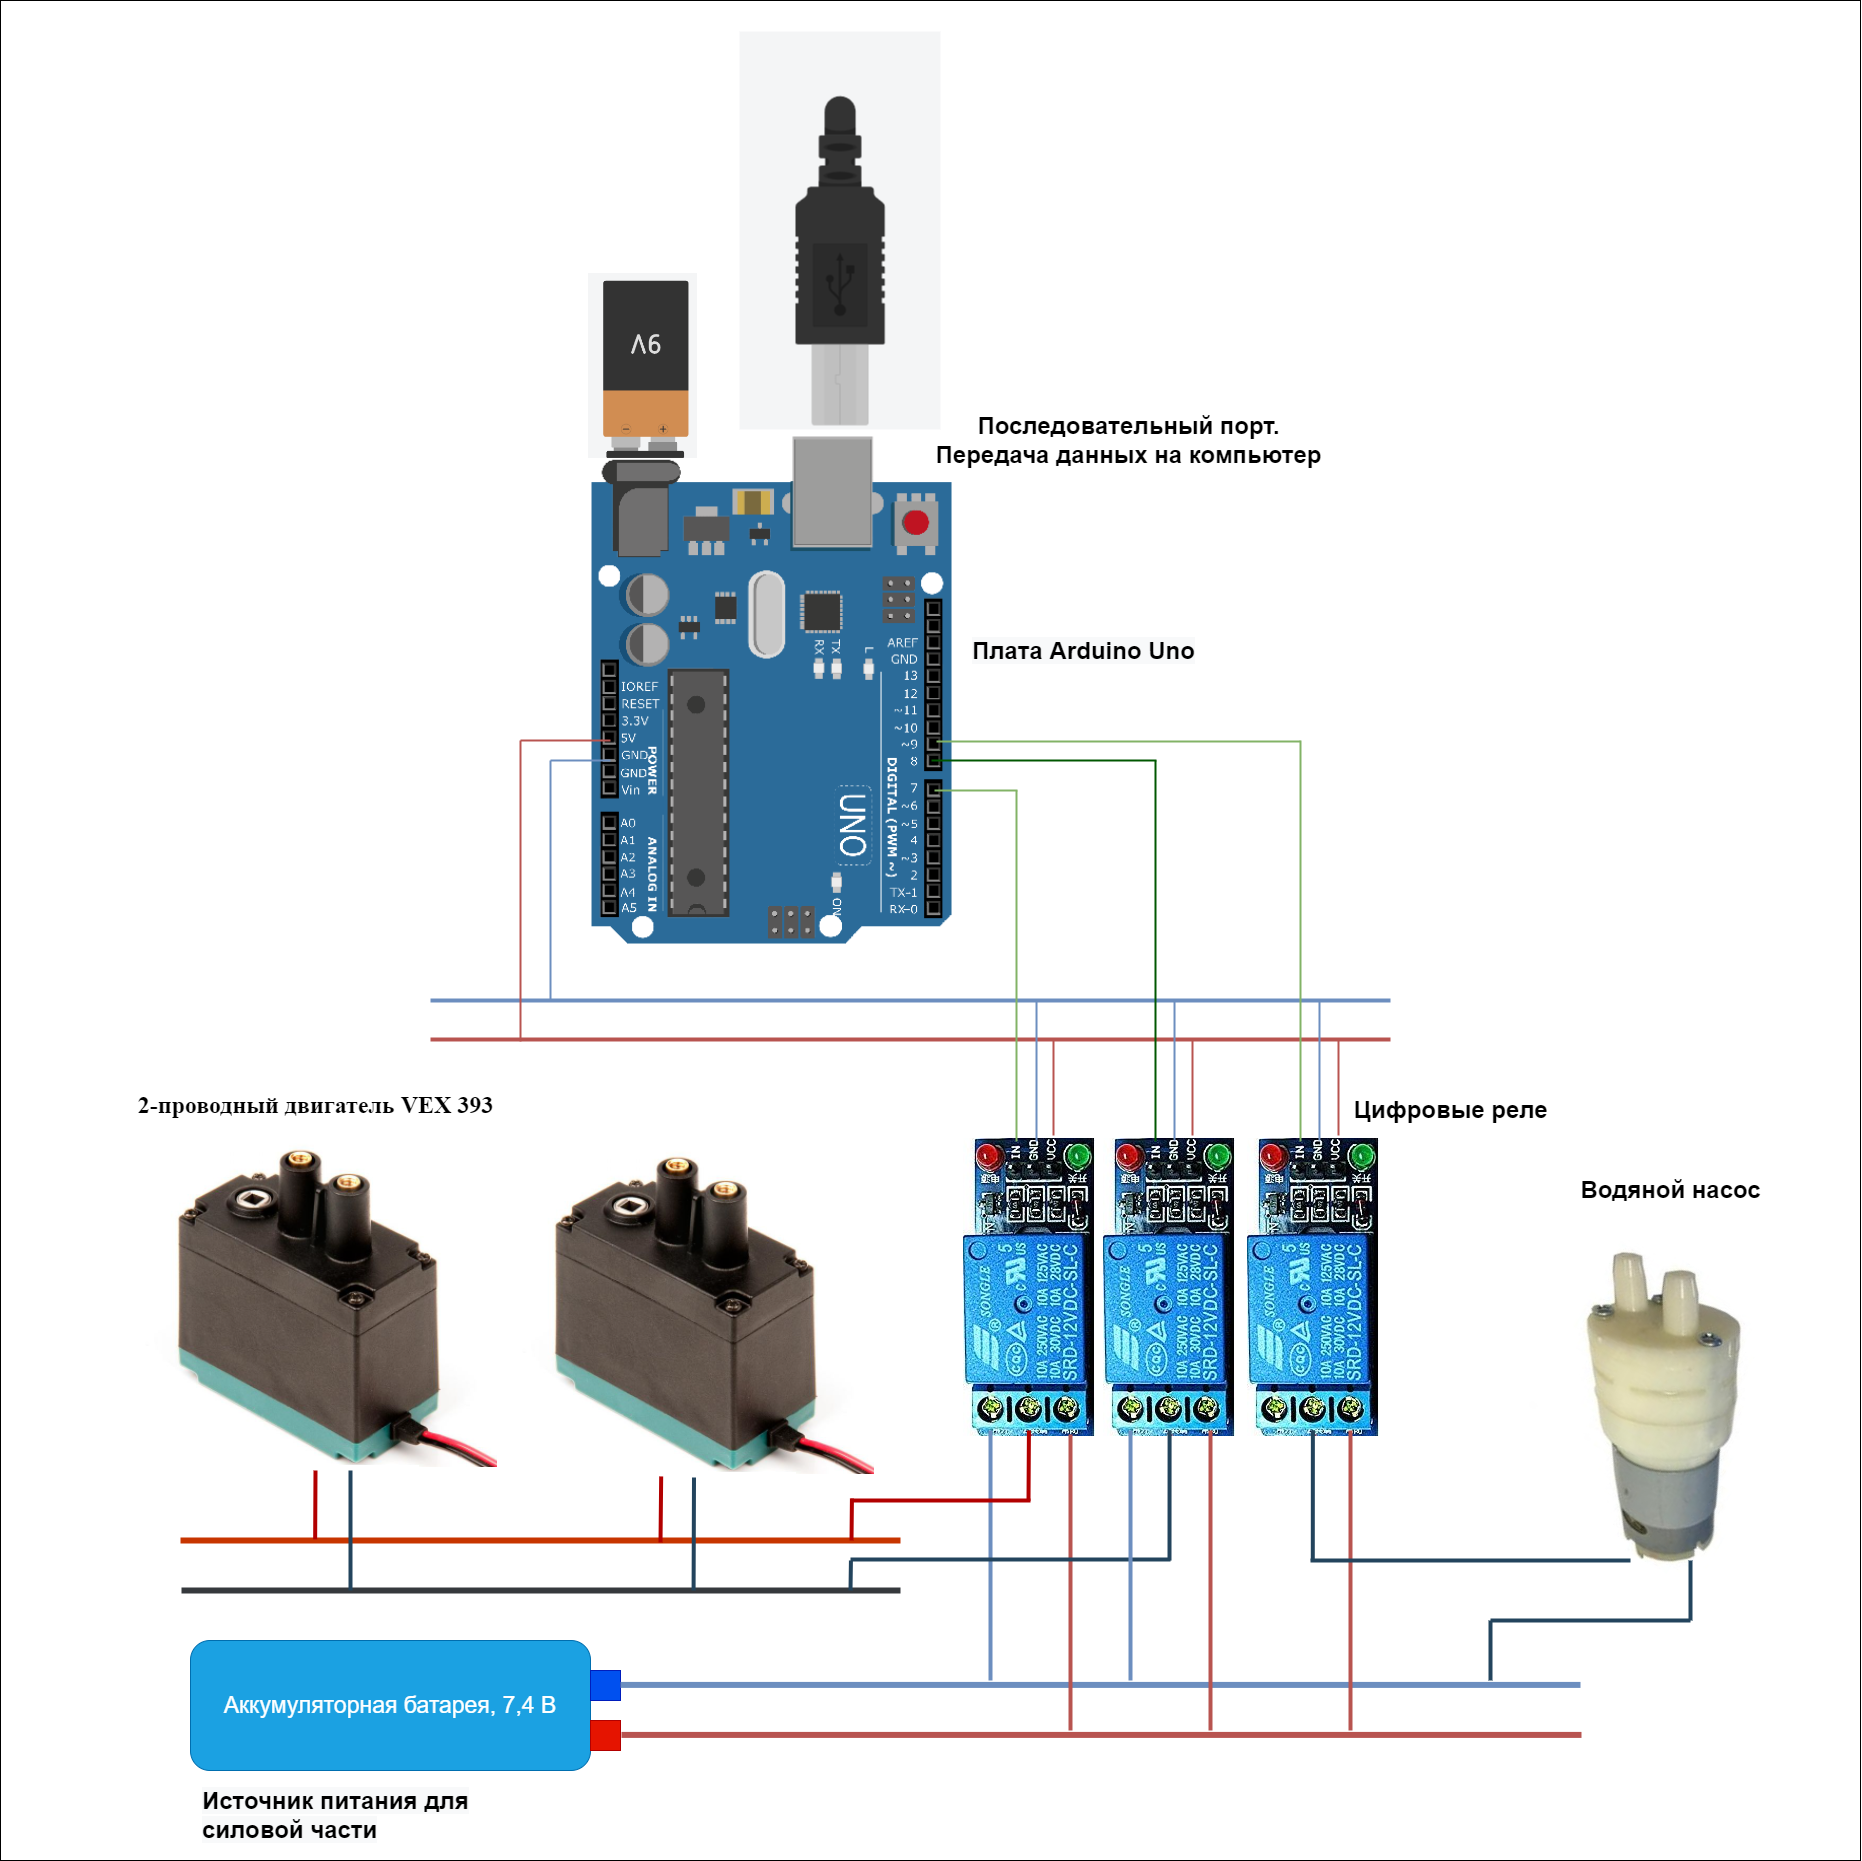 9V
Последовательный порт.
Передача данных на компьютер
Плата Arduino Uno
RX
TX
L
AREF
GND
13
12
~11
~10
~9
8
7
~6
~5
4
~3
2
TX-1
RX-0
DIGITAL (PWM ~)
UNO
ON
IOREF
RESET
3.3V
5V
GND
GND
Vin
POWER
A0
A1
A2
A3
A4
A5
ANALOG IN
2-проводный двигатель VEX 393
Цифровые реле
Водяной насос
IN
GND
VCC
IN
GND
VCC
IN
GND
VCC
SONGLE
10A 250VAC 10A 125VAC
10A 30VDC 10A 28VDC
SRD-12VDC-SL-C
SONGLE
10A 250VAC 10A 125VAC
10A 30VDC 10A 28VDC
SRD-12VDC-SL-C
SONGLE
10A 250VAC 10A 125VAC
10A 30VDC 10A 28VDC
SRD-12VDC-SL-C
Аккумуляторная батарея, 7,4 В
Источник питания для
силовой части